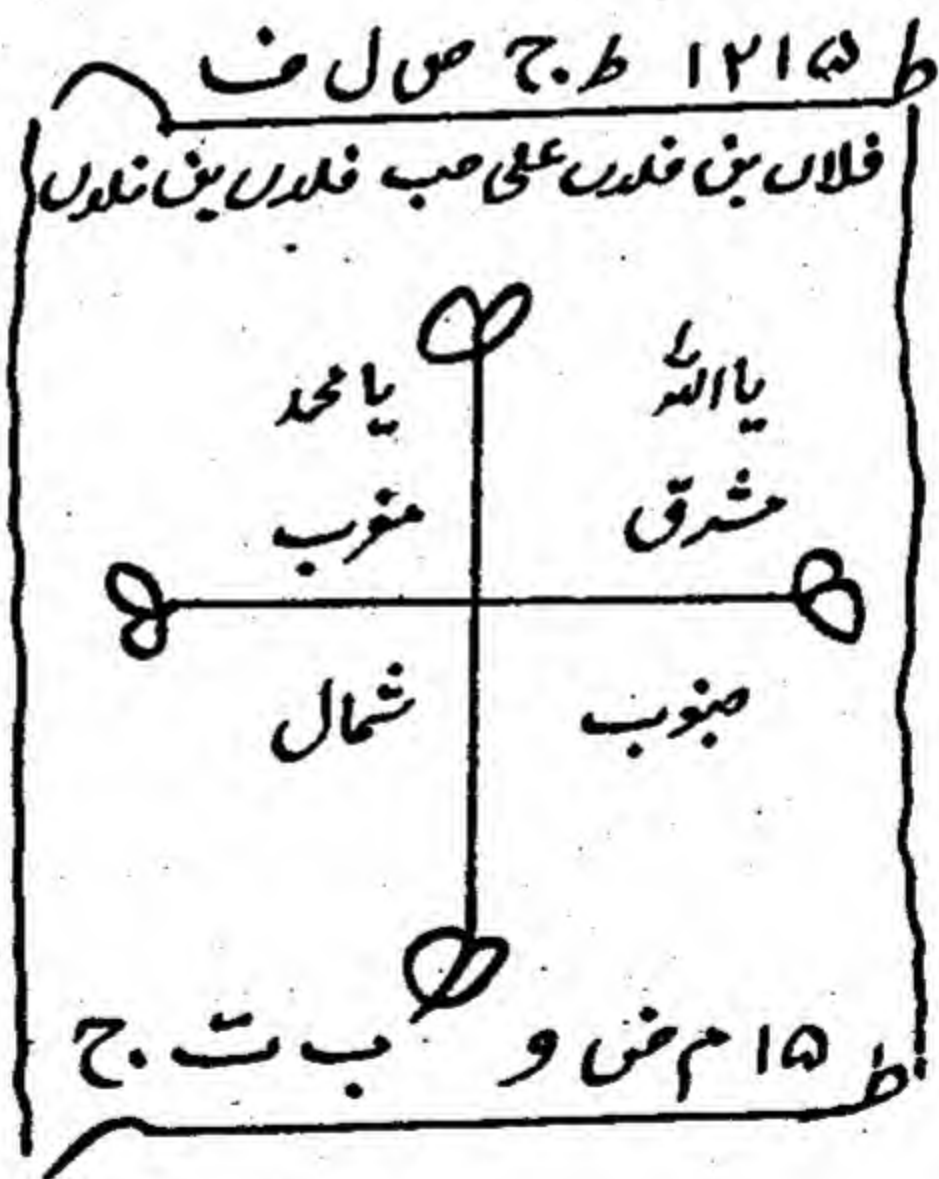 ط ۱۲۱۵ ط ج ص ل ف
فلاں بن فلاں علی حب فلاں بن فلاں
یا اللہ یا محمد
مشرق مغرب
جنوب شمال
ط ۱۵ م ض و ب ت ج